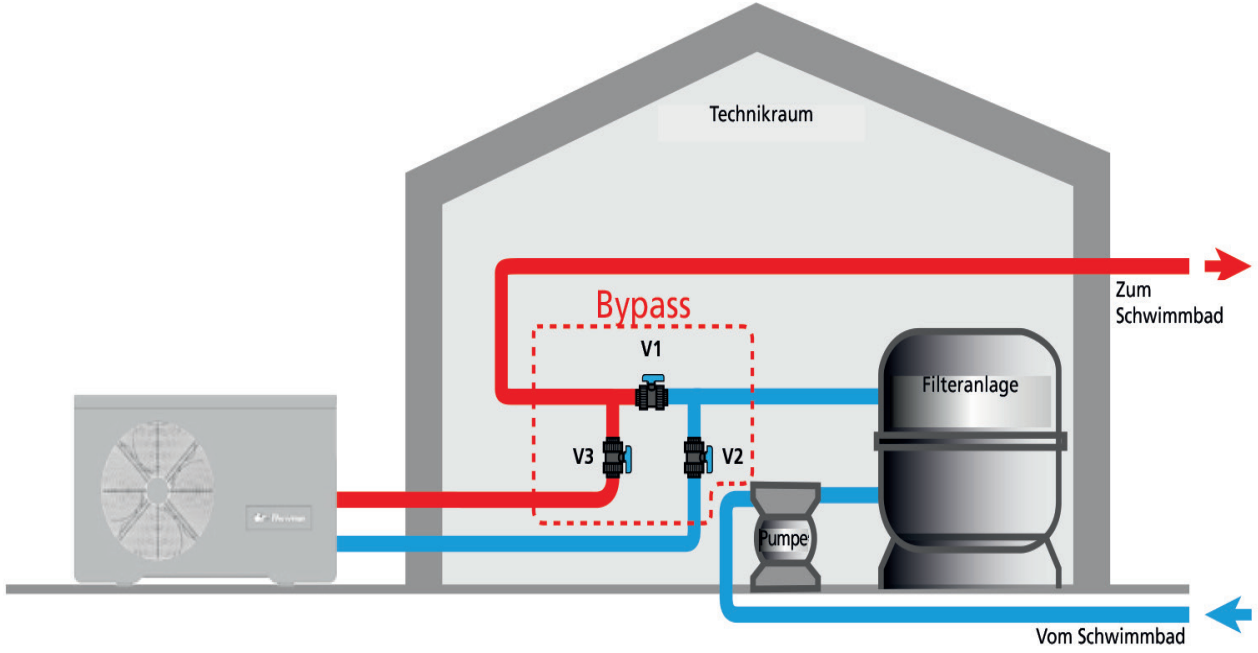 Technikraum
Zum
Schwimmbad
Bypass
V1
Filteranlage
V3
V2
Pumpe
Vom Schwimmbad